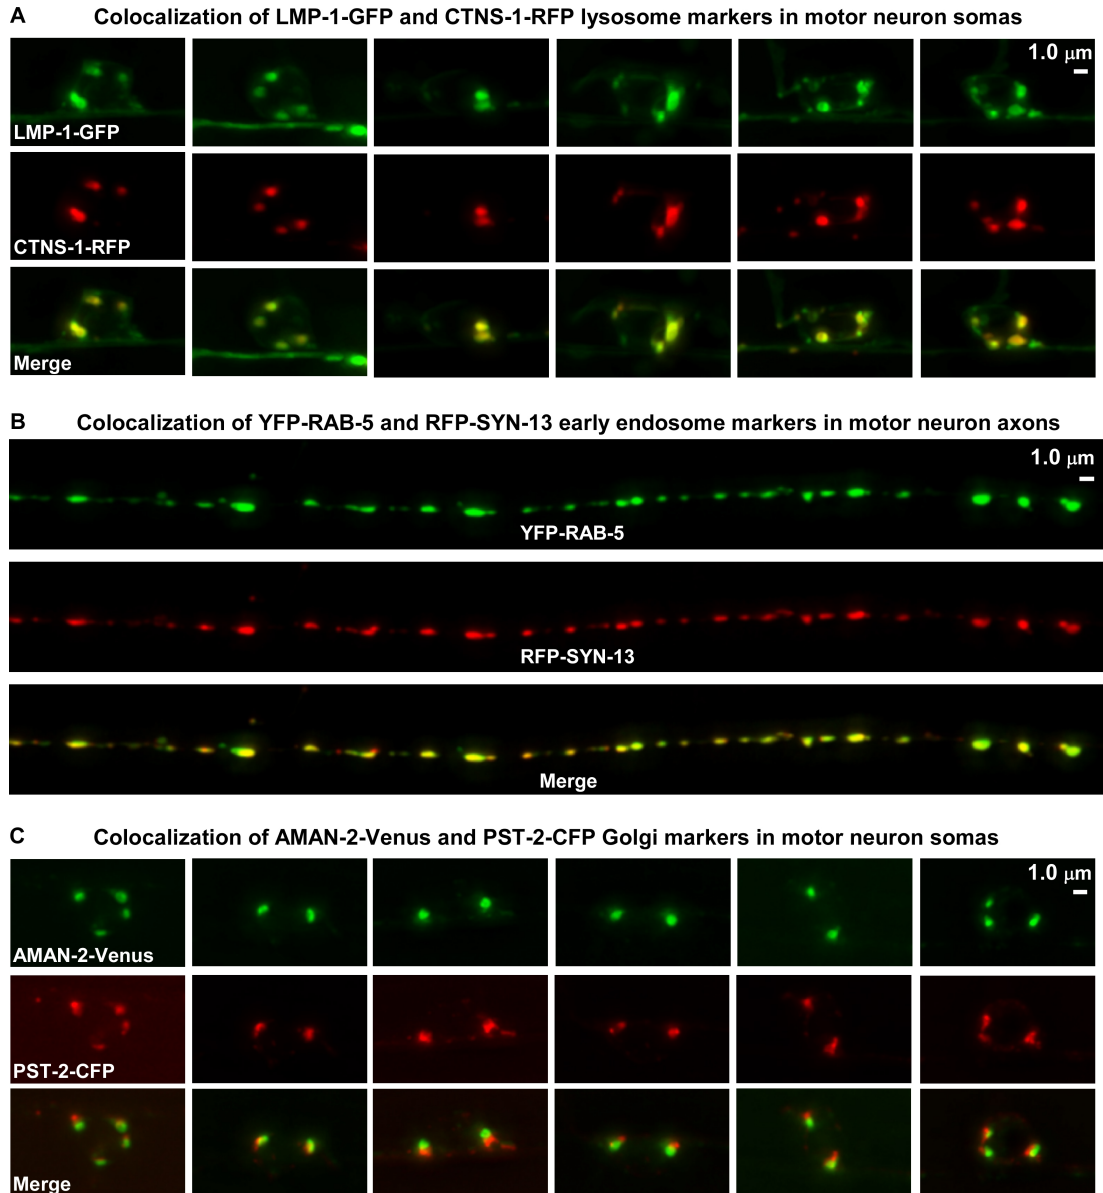 A Colocalization of LMP-1-GFP and CTNS-1-RFP lysosome markers in motor neuron somas
1.0 μm
LMP-1-GFP
CTNS-1-RFP
Merge
B Colocalization of YFP-RAB-5 and RFP-SYN-13 early endosome markers in motor neuron axons
1.0 μm
YFP-RAB-5
RFP-SYN-13
Merge
C Colocalization of AMAN-2-Venus and PST-2-CFP Golgi markers in motor neuron somas
1.0 μm
AMAN-2-Venus
PST-2-CFP
Merge